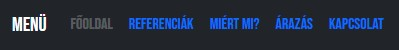 MENÜ FŐOLDAL REFERENCIÁK MIÉRT MI? ÁRAZÁS KAPCSOLAT